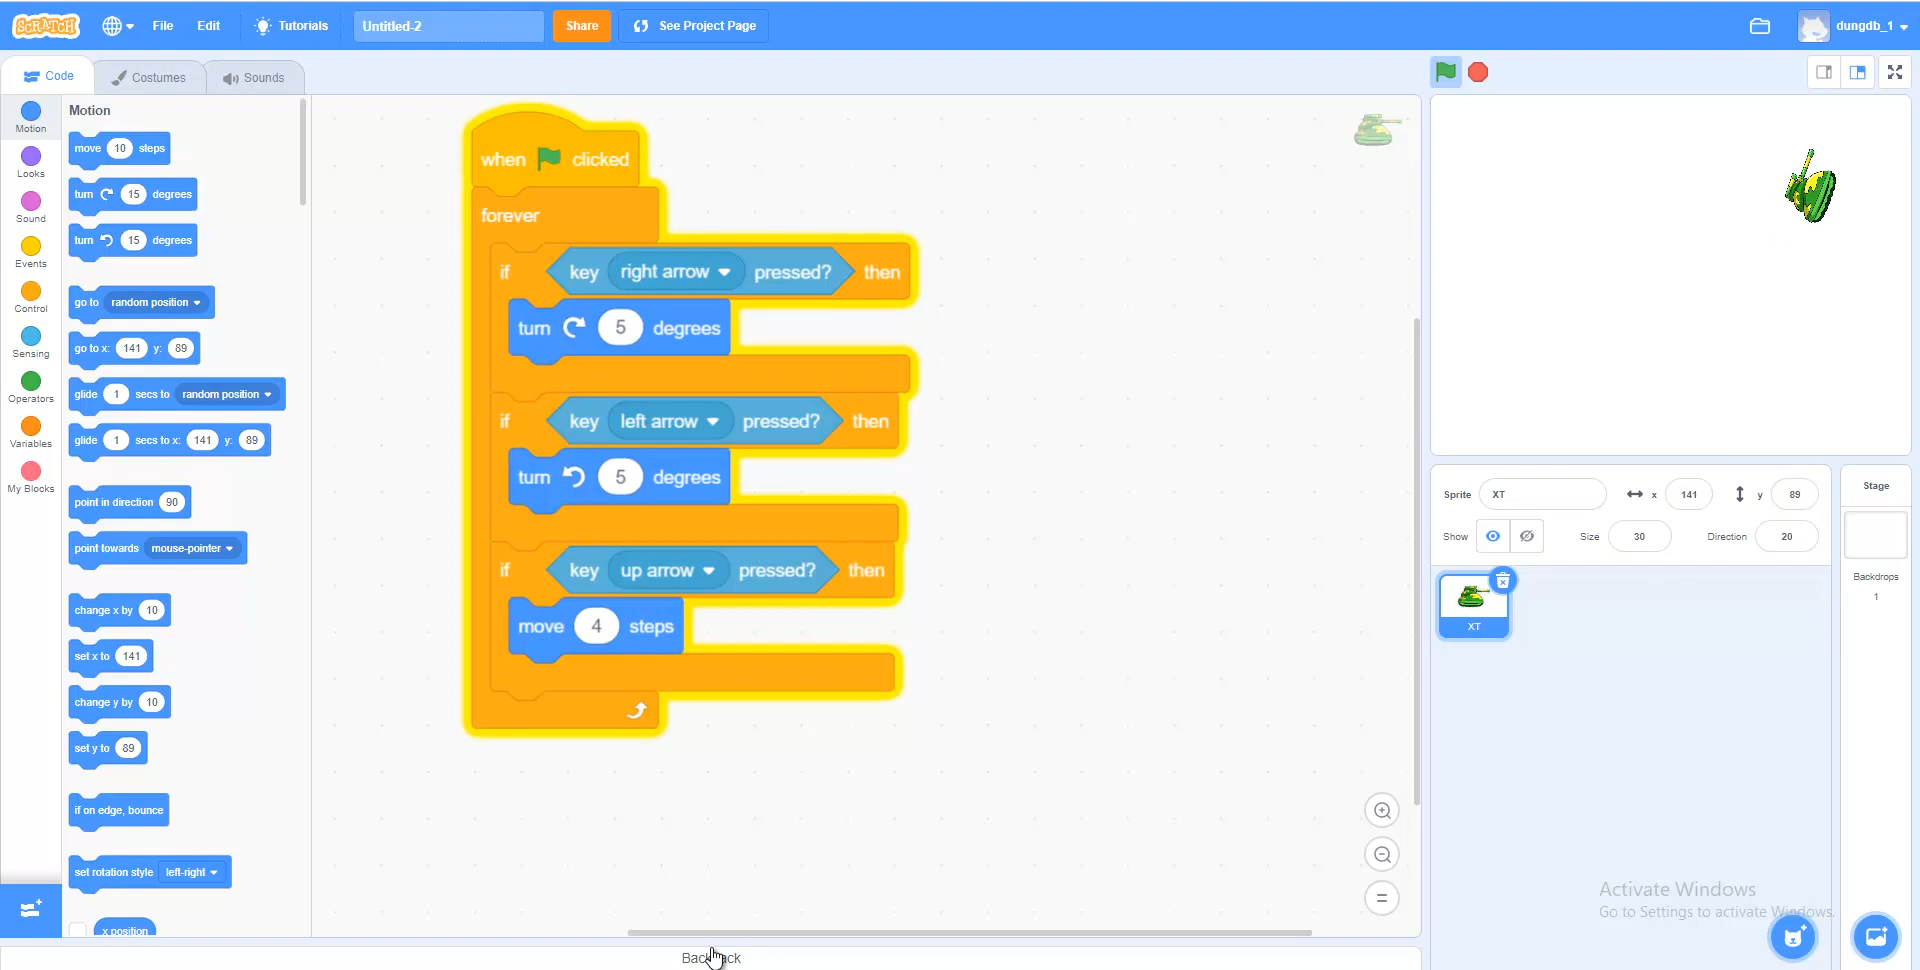 SCRATCH File Edit Tutorials Untitled-2 Share See Project Page dungdb_1
Code Costumes Sounds
Motion
Looks
Sound
Events
Control
Sensing
Operators
Variables
My Blocks
Motion
move 10 steps
turn 15 degrees
turn 15 degrees
go to random position
go to x: 141 y: 89
glide 1 secs to random position
glide 1 secs to x: 141 y: 89
point in direction 90
point towards mouse-pointer
change x by 10
set x to 141
change y by 10
set y to 89
if on edge, bounce
set rotation style left-right
x position
when clicked
forever
if key right arrow pressed? then
turn 5 degrees
if key left arrow pressed? then
turn 5 degrees
if key up arrow pressed? then
move 4 steps
Sprite XT x 141 y 89
Show Size 30 Direction 20
XT
Stage
Backdrops
1
Activate Windows
Go to Settings to activate Windows.